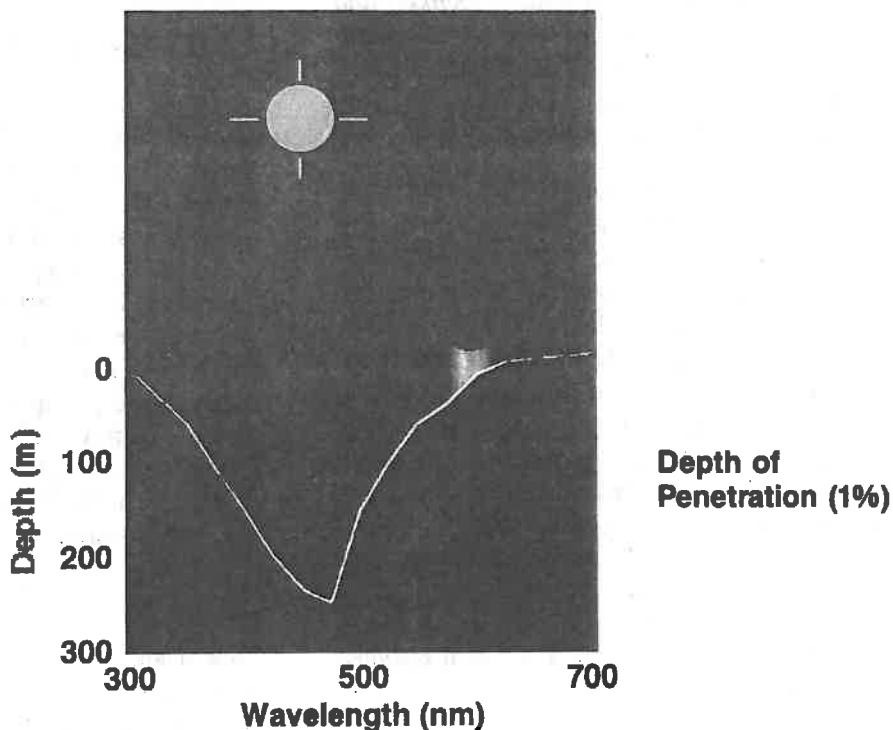 0
100
200
300
Depth (m)
300 500 700
Wavelength (nm)
Depth of
Penetration (1%)